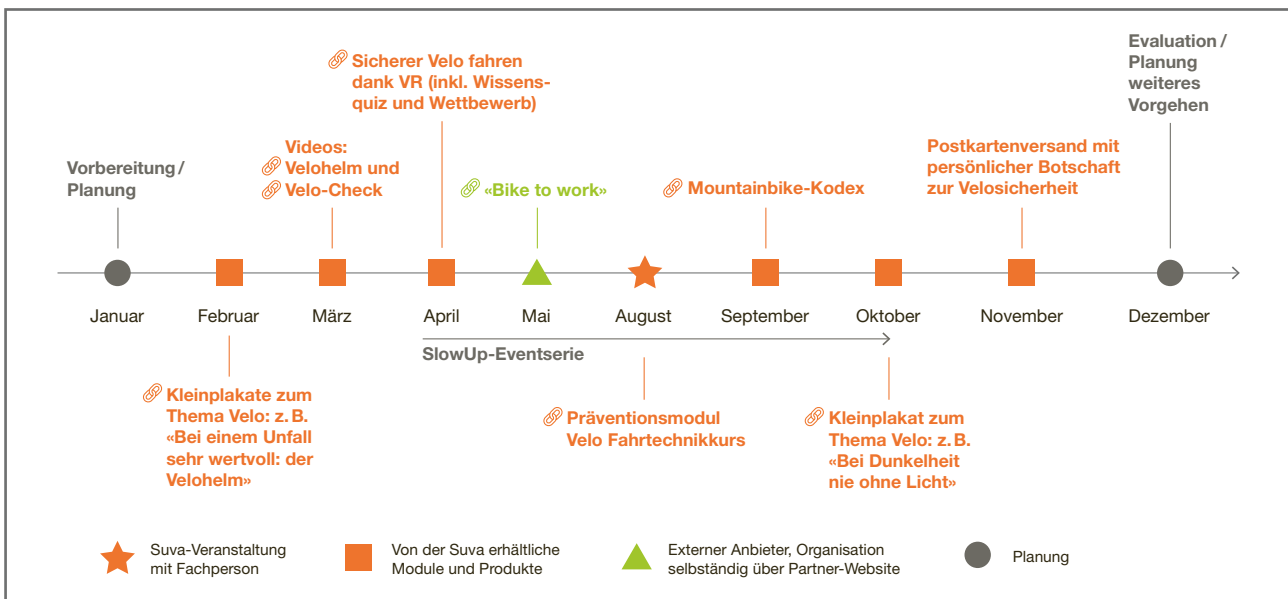 Evaluation /
Planung
weiteres
Vorgehen
Sicherer Velo fahren
dank VR (inkl. Wissens-
quiz und Wettbewerb)
Videos:
Velohelm und
Velo-Check
Vorbereitung /
Planung
«Bike to work»
Mountainbike-Kodex
Postkartenversand mit
persönlicher Botschaft
zur Velosicherheit
Januar Februar März April Mai August September Oktober November Dezember
SlowUp-Eventserie
Kleinplakate zum
Thema Velo: z. B.
«Bei einem Unfall
sehr wertvoll: der
Velohelm»
Präventionsmodul
Velo Fahrtechnikkurs
Kleinplakat zum
Thema Velo: z. B.
«Bei Dunkelheit
nie ohne Licht»
Suva-Veranstaltung
mit Fachperson
Von der Suva erhältliche
Module und Produkte
Externer Anbieter, Organisation
selbständig über Partner-Website
Planung